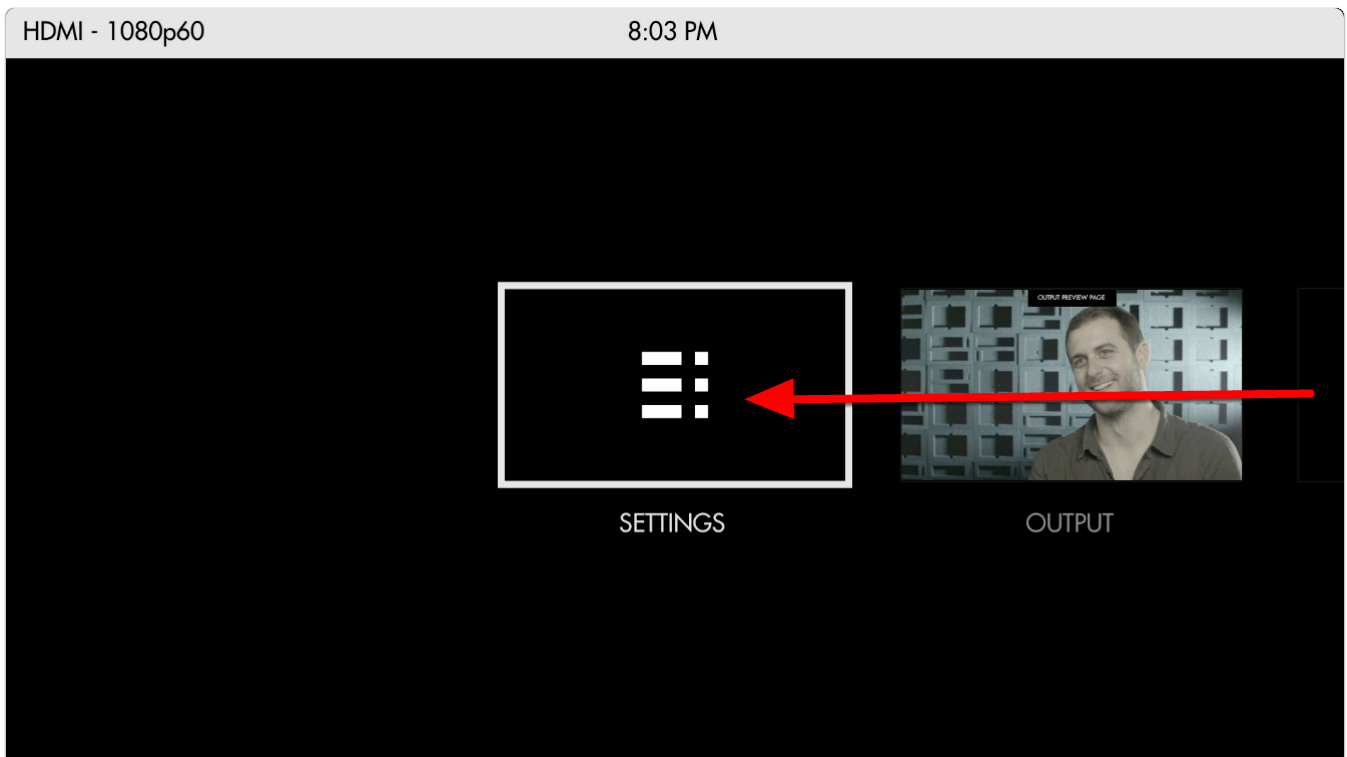 HDMI - 1080p60
8:03 PM
OUTPUT PREVIEW PAGE
SETTINGS
OUTPUT